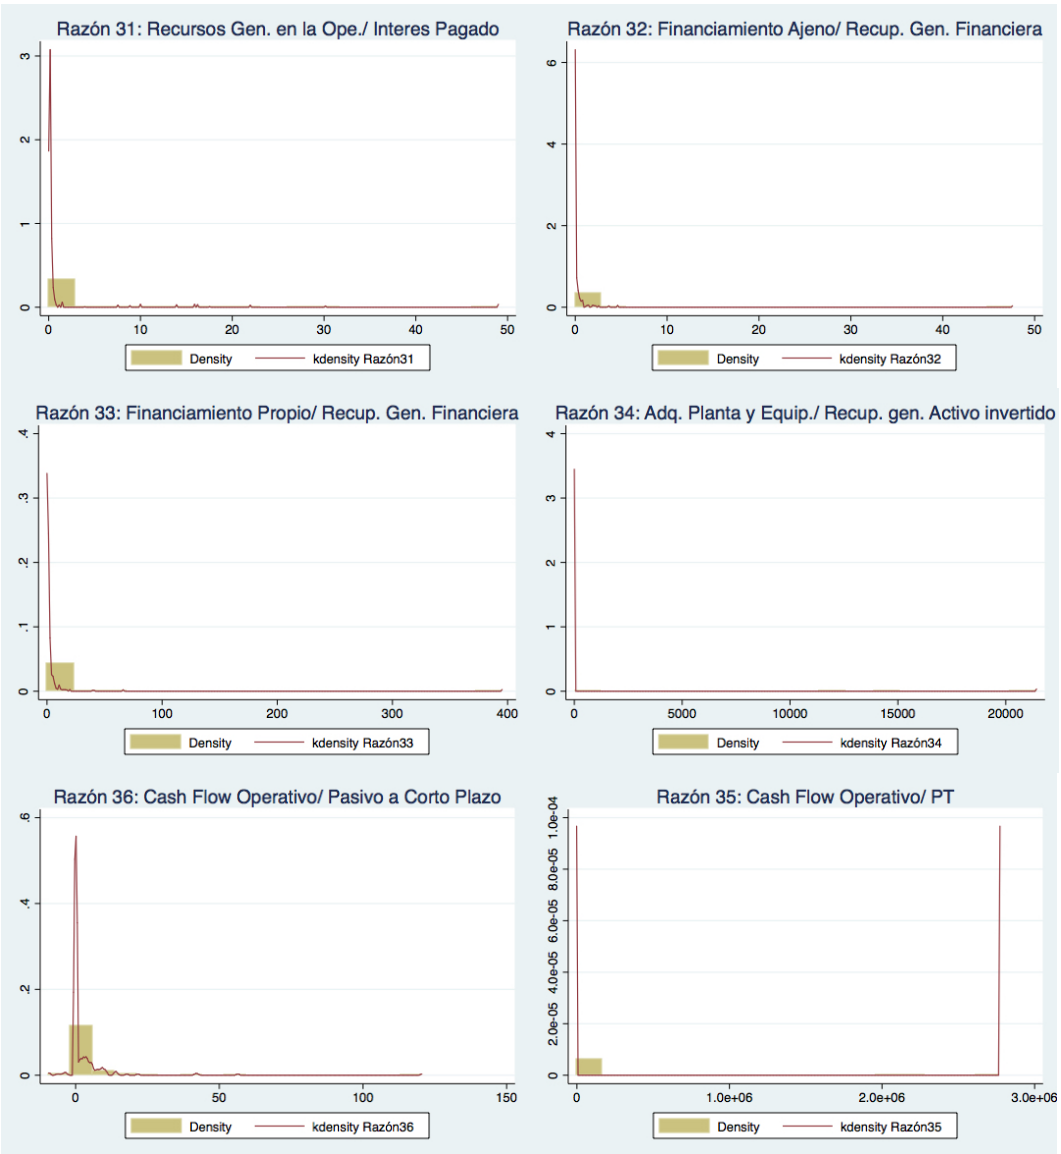 Razón 31: Recursos Gen. en la Ope./ Interes Pagado
3
2
1
0
0 10 20 30 40 50
Density kdensity Razón31
Razón 32: Financiamiento Ajeno/ Recup. Gen. Financiera
6
4
2
0
0 10 20 30 40 50
Density kdensity Razón32
Razón 33: Financiamiento Propio/ Recup. Gen. Financiera
.4
.3
.2
.1
0
0 100 200 300 400
Density kdensity Razón33
Razón 34: Adq. Planta y Equip./ Recup. gen. Activo invertido
4
3
2
1
0
0 5000 10000 15000 20000
Density kdensity Razón34
Razón 36: Cash Flow Operativo/ Pasivo a Corto Plazo
.6
.4
.2
0
0 50 100 150
Density kdensity Razón36
Razón 35: Cash Flow Operativo/ PT
1.0e-04
8.0e-05
6.0e-05
4.0e-05
2.0e-05
0
0 1.0e+06 2.0e+06 3.0e+06
Density kdensity Razón35